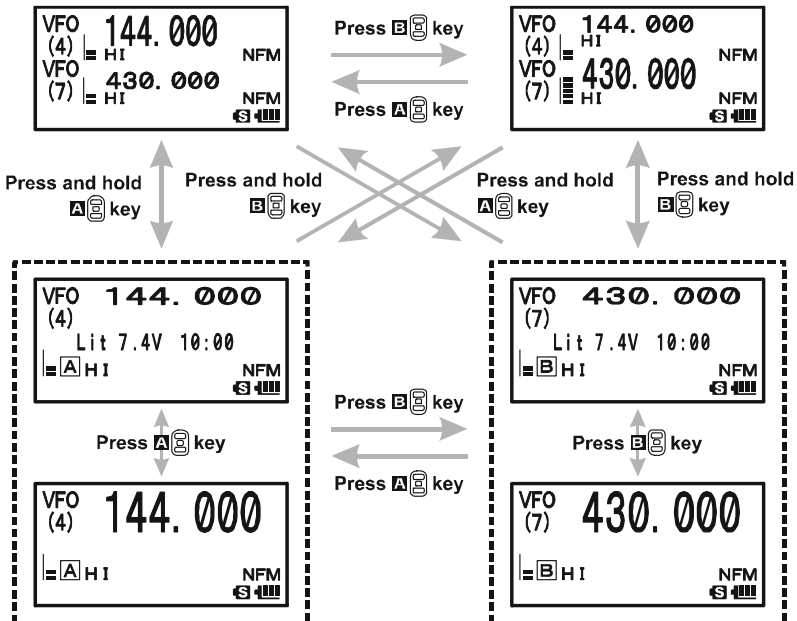 VFO 144. 000
(4) HI NFM
VFO 430. 000
(7) HI NFM
S
Press B key
Press A key
VFO 144. 000
(4) HI NFM
VFO 430. 000
(7) HI NFM
S
Press and hold
A key
Press and hold
B key
Press and hold
A key
Press and hold
B key
VFO 144. 000
(4)
Lit 7.4V 10:00
A HI NFM
S
Press A key
VFO 144. 000
(4)
A HI NFM
S
Press B key
Press A key
VFO 430. 000
(7)
Lit 7.4V 10:00
B HI NFM
S
Press B key
VFO 430. 000
(7)
B HI NFM
S